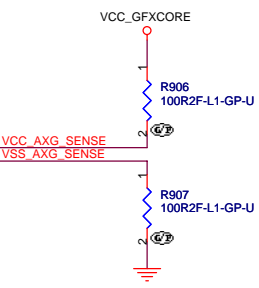 VCC_GFXCORE
1
R906
100R2F-L1-GP-U
2
G/P
VCC_AXG_SENSE
VSS_AXG_SENSE
1
R907
100R2F-L1-GP-U
2
G/P